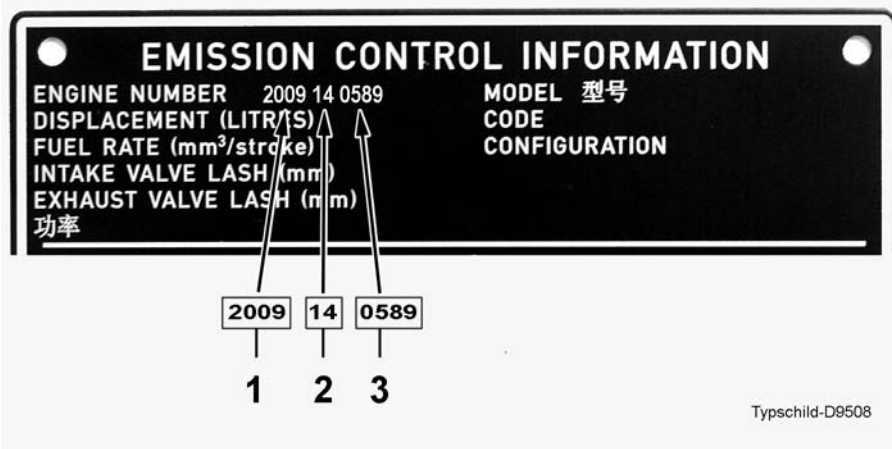 EMISSION CONTROL INFORMATION
ENGINE NUMBER 2009 14 0589
DISPLACEMENT (LITRES)
FUEL RATE (mm³/stroke)
INTAKE VALVE LASH (mm)
EXHAUST VALVE LASH (mm)
功率
MODEL 型号
CODE
CONFIGURATION
2009 14 0589
1 2 3
Typschild-D9508